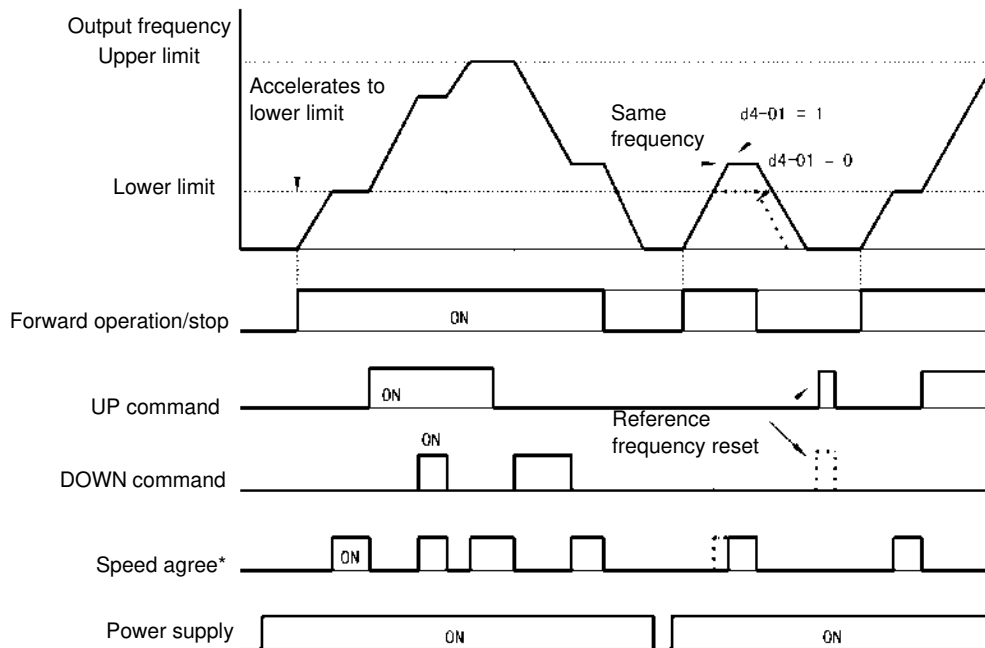 Output frequency
Upper limit
Accelerates to
lower limit
Same
frequency
d4-01 = 1
d4-01 - 0
Lower limit
Forward operation/stop
ON
UP command
ON
Reference
frequency reset
DOWN command
ON
Speed agree*
ON
Power supply
ON
ON